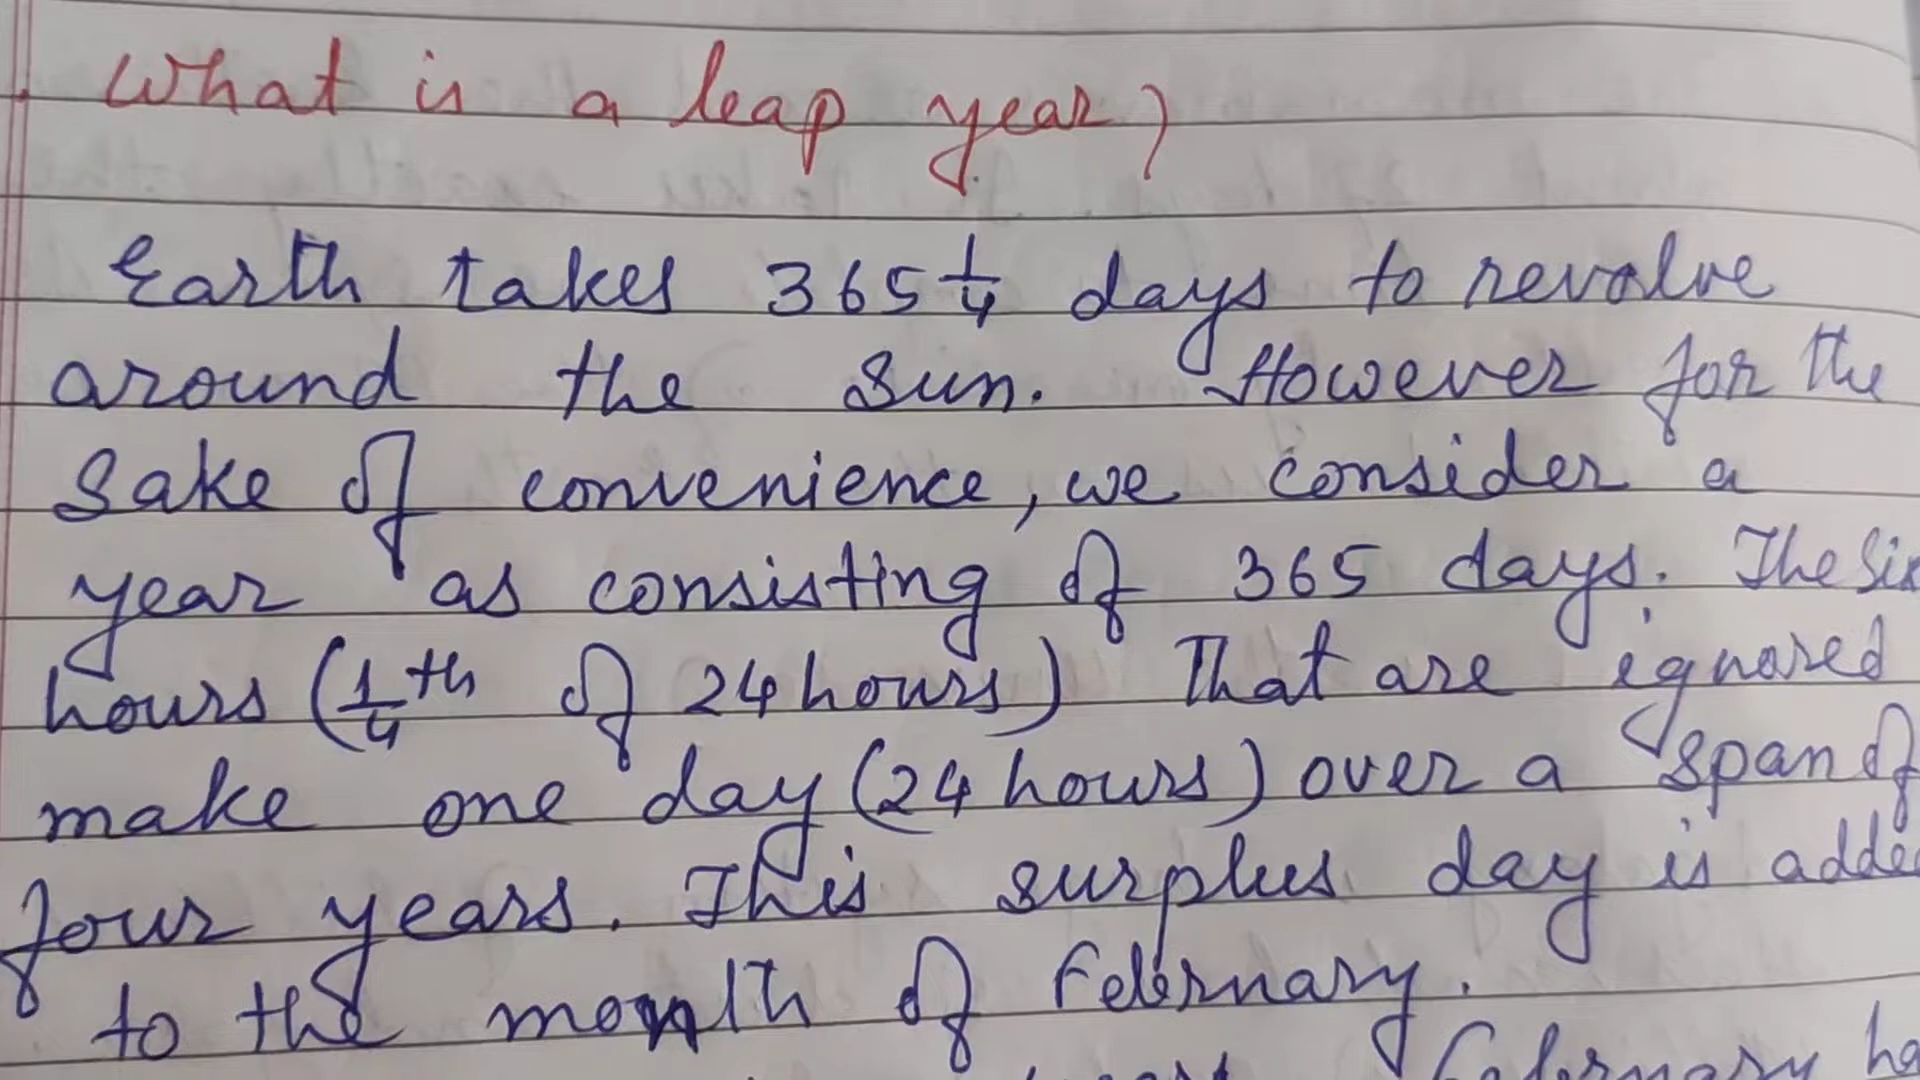 What is a leap year?
Earth takes 365 1/4 days to revolve
around the sun. However for the
Sake of convenience, we consider a
year as consisting of 365 days. The Six
hours (1/4th of 24 hours) That are ignored
make one day (24 hours) over a span of
four years. This surplus day is adde
to the month of February.
February ha